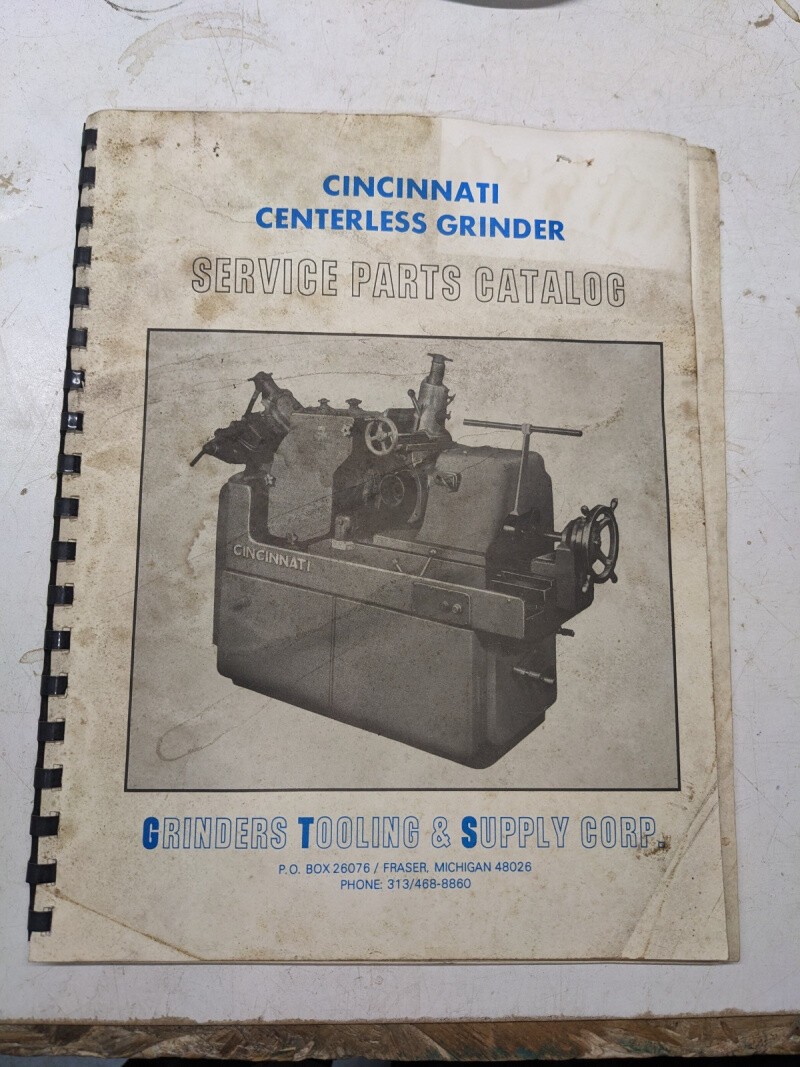 CINCINNATI
CENTERLESS GRINDER
SERVICE PARTS CATALOG
CINCINNATI
GRINDERS TOOLING & SUPPLY CORP.
P.O. BOX 26076 / FRASER, MICHIGAN 48026
PHONE: 313/468-8860